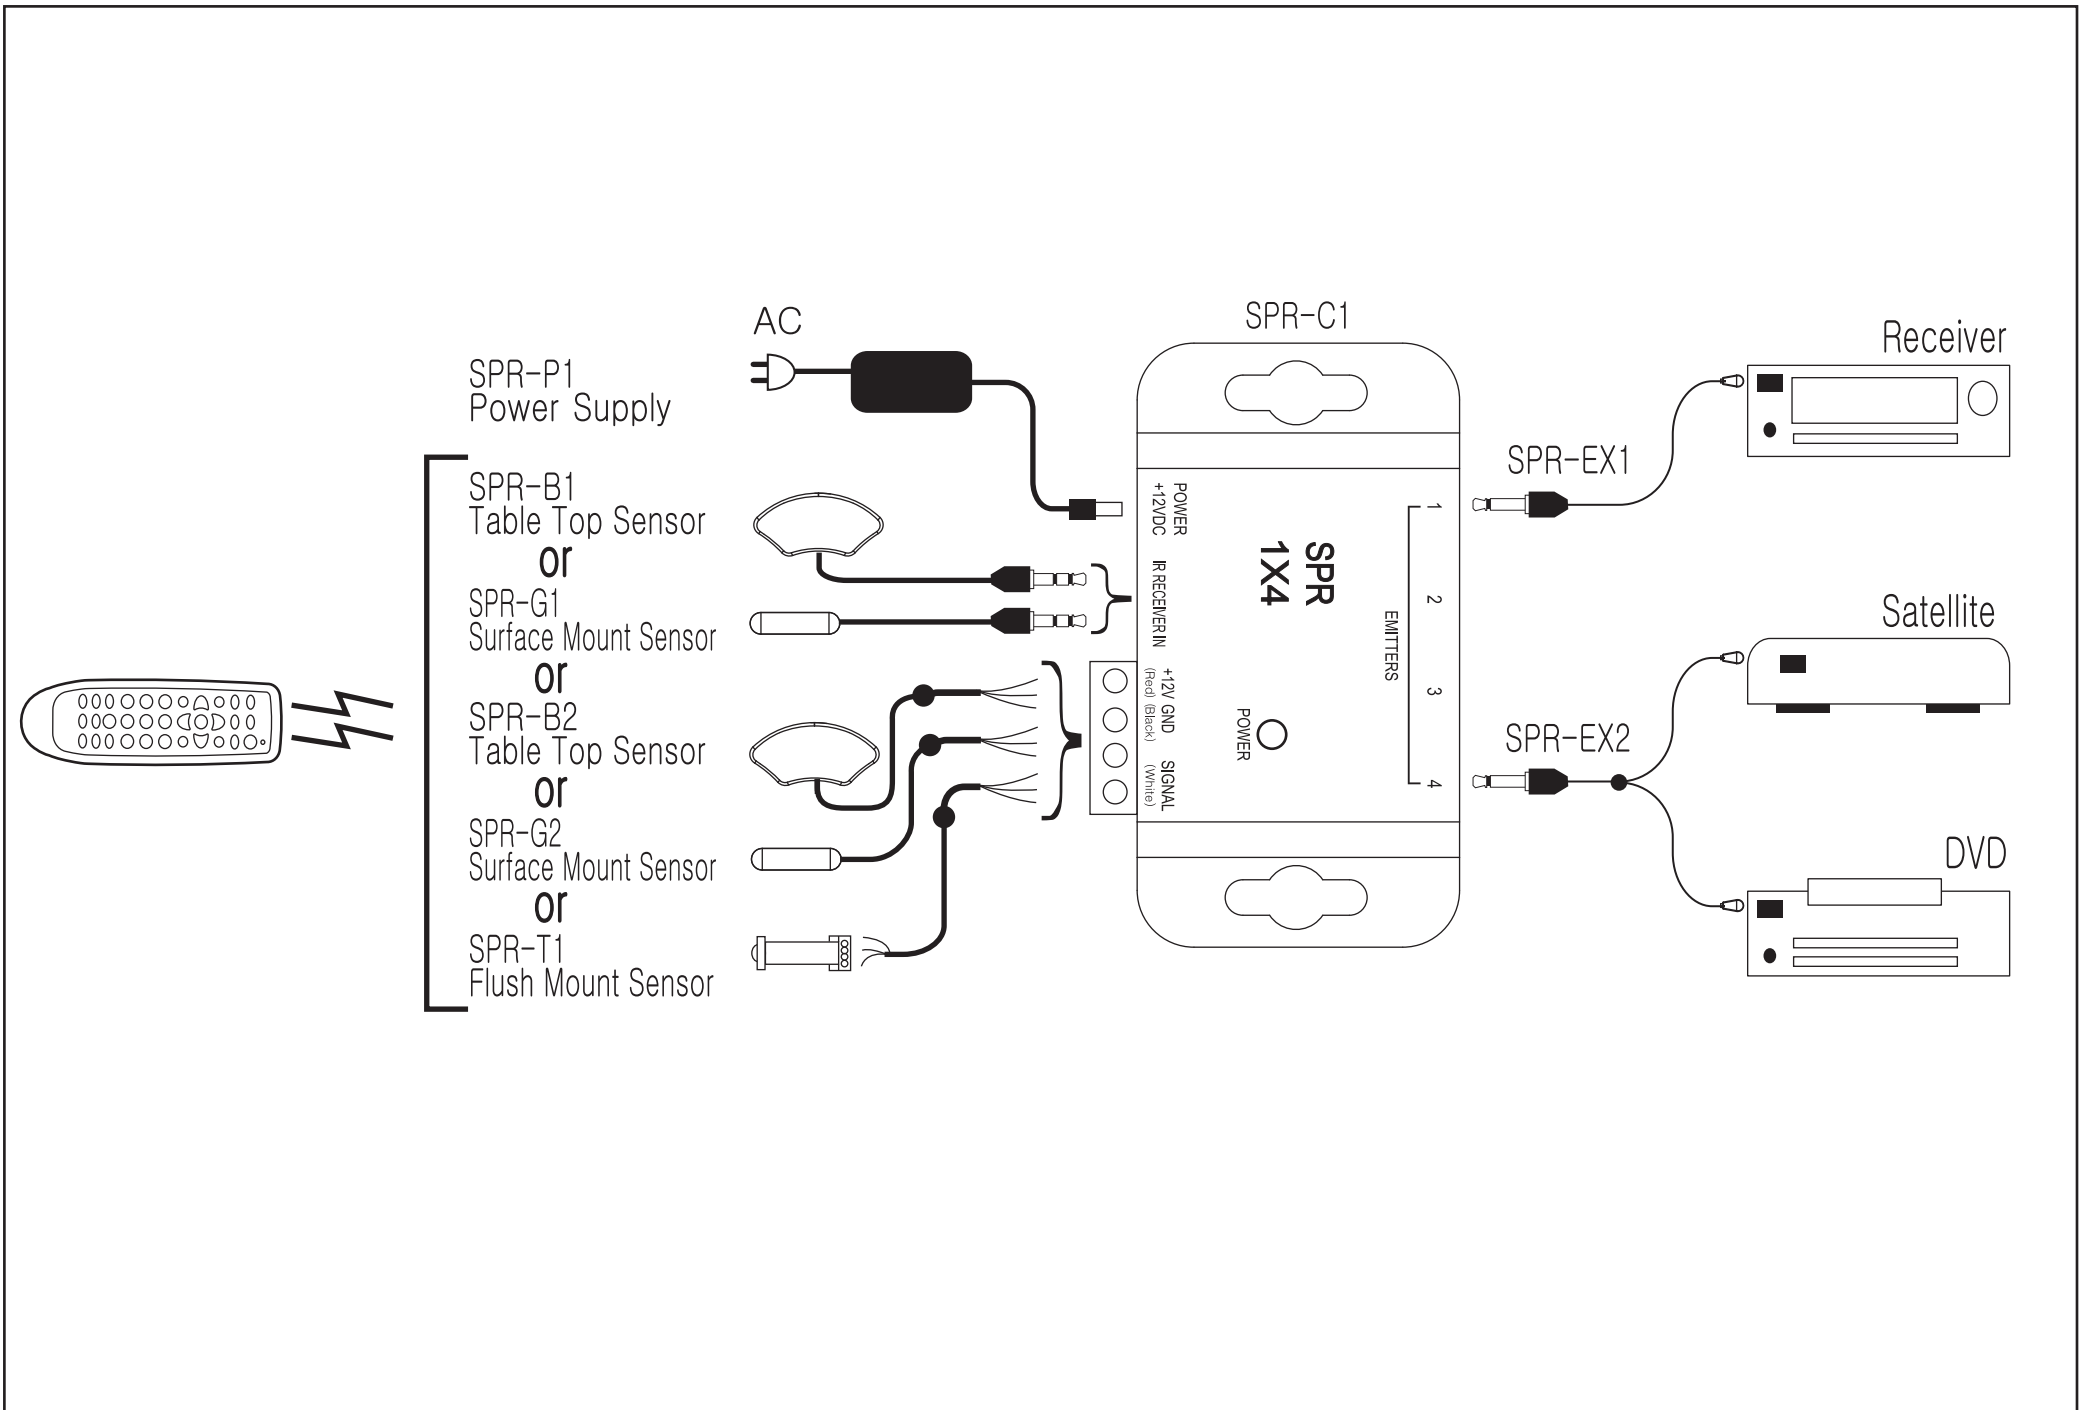 AC
SPR-P1
Power Supply
SPR-B1
Table Top Sensor
or
SPR-G1
Surface Mount Sensor
or
SPR-B2
Table Top Sensor
or
SPR-G2
Surface Mount Sensor
or
SPR-T1
Flush Mount Sensor
SPR-C1
POWER
+12VDC
IR RECEIVER IN
+12V GND
(Red) (Black)
SIGNAL
(White)
SPR
1X4
POWER
EMITTERS
1
2
3
4
SPR-EX1
SPR-EX2
Receiver
Satellite
DVD